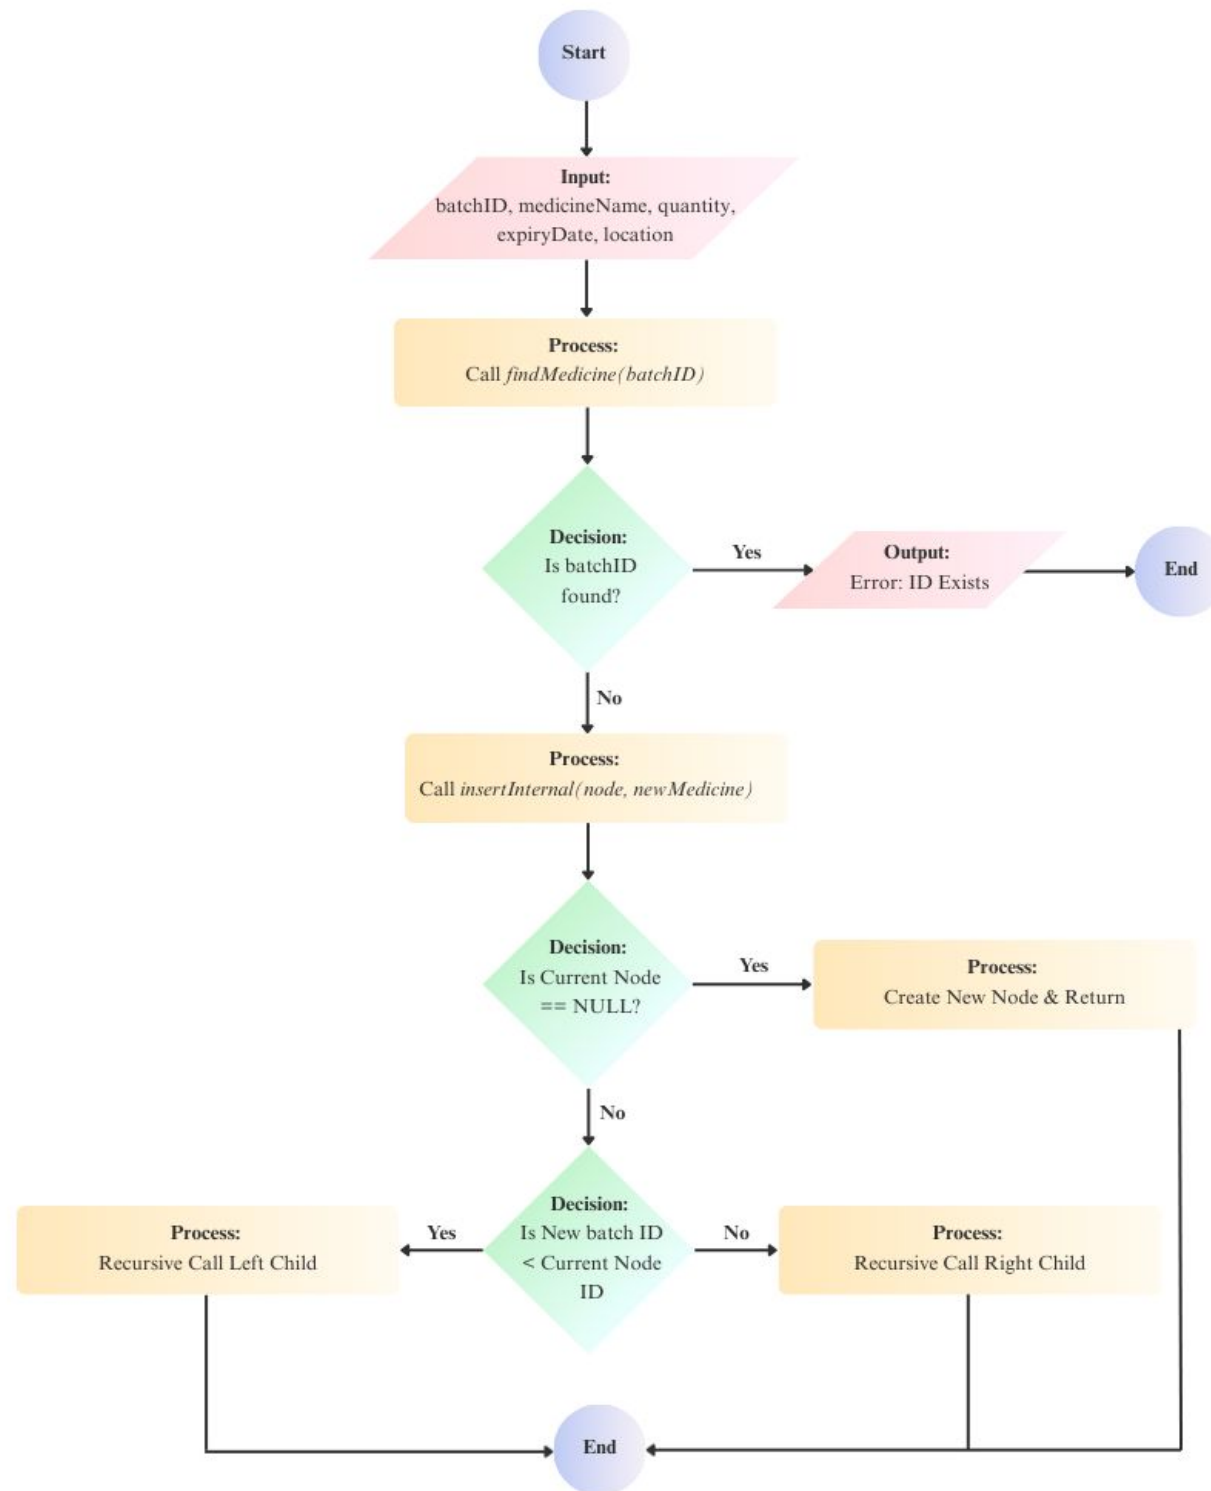 Start
Input:
batchID, medicineName, quantity,
expiryDate, location
Process:
Call findMedicine(batchID)
Decision:
Is batchID
found?
Yes
Output:
Error: ID Exists
End
No
Process:
Call insertInternal(node, newMedicine)
Decision:
Is Current Node
== NULL?
Yes
Process:
Create New Node & Return
No
Process:
Recursive Call Left Child
Yes
Decision:
Is New batch ID
< Current Node
ID
No
Process:
Recursive Call Right Child
End